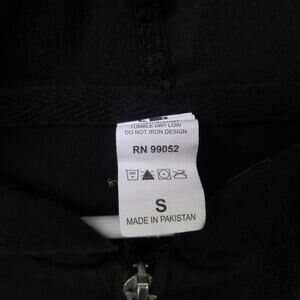 TUMBLE DRY LOW
DO NOT IRON DESIGN
RN 99052
S
MADE IN PAKISTAN